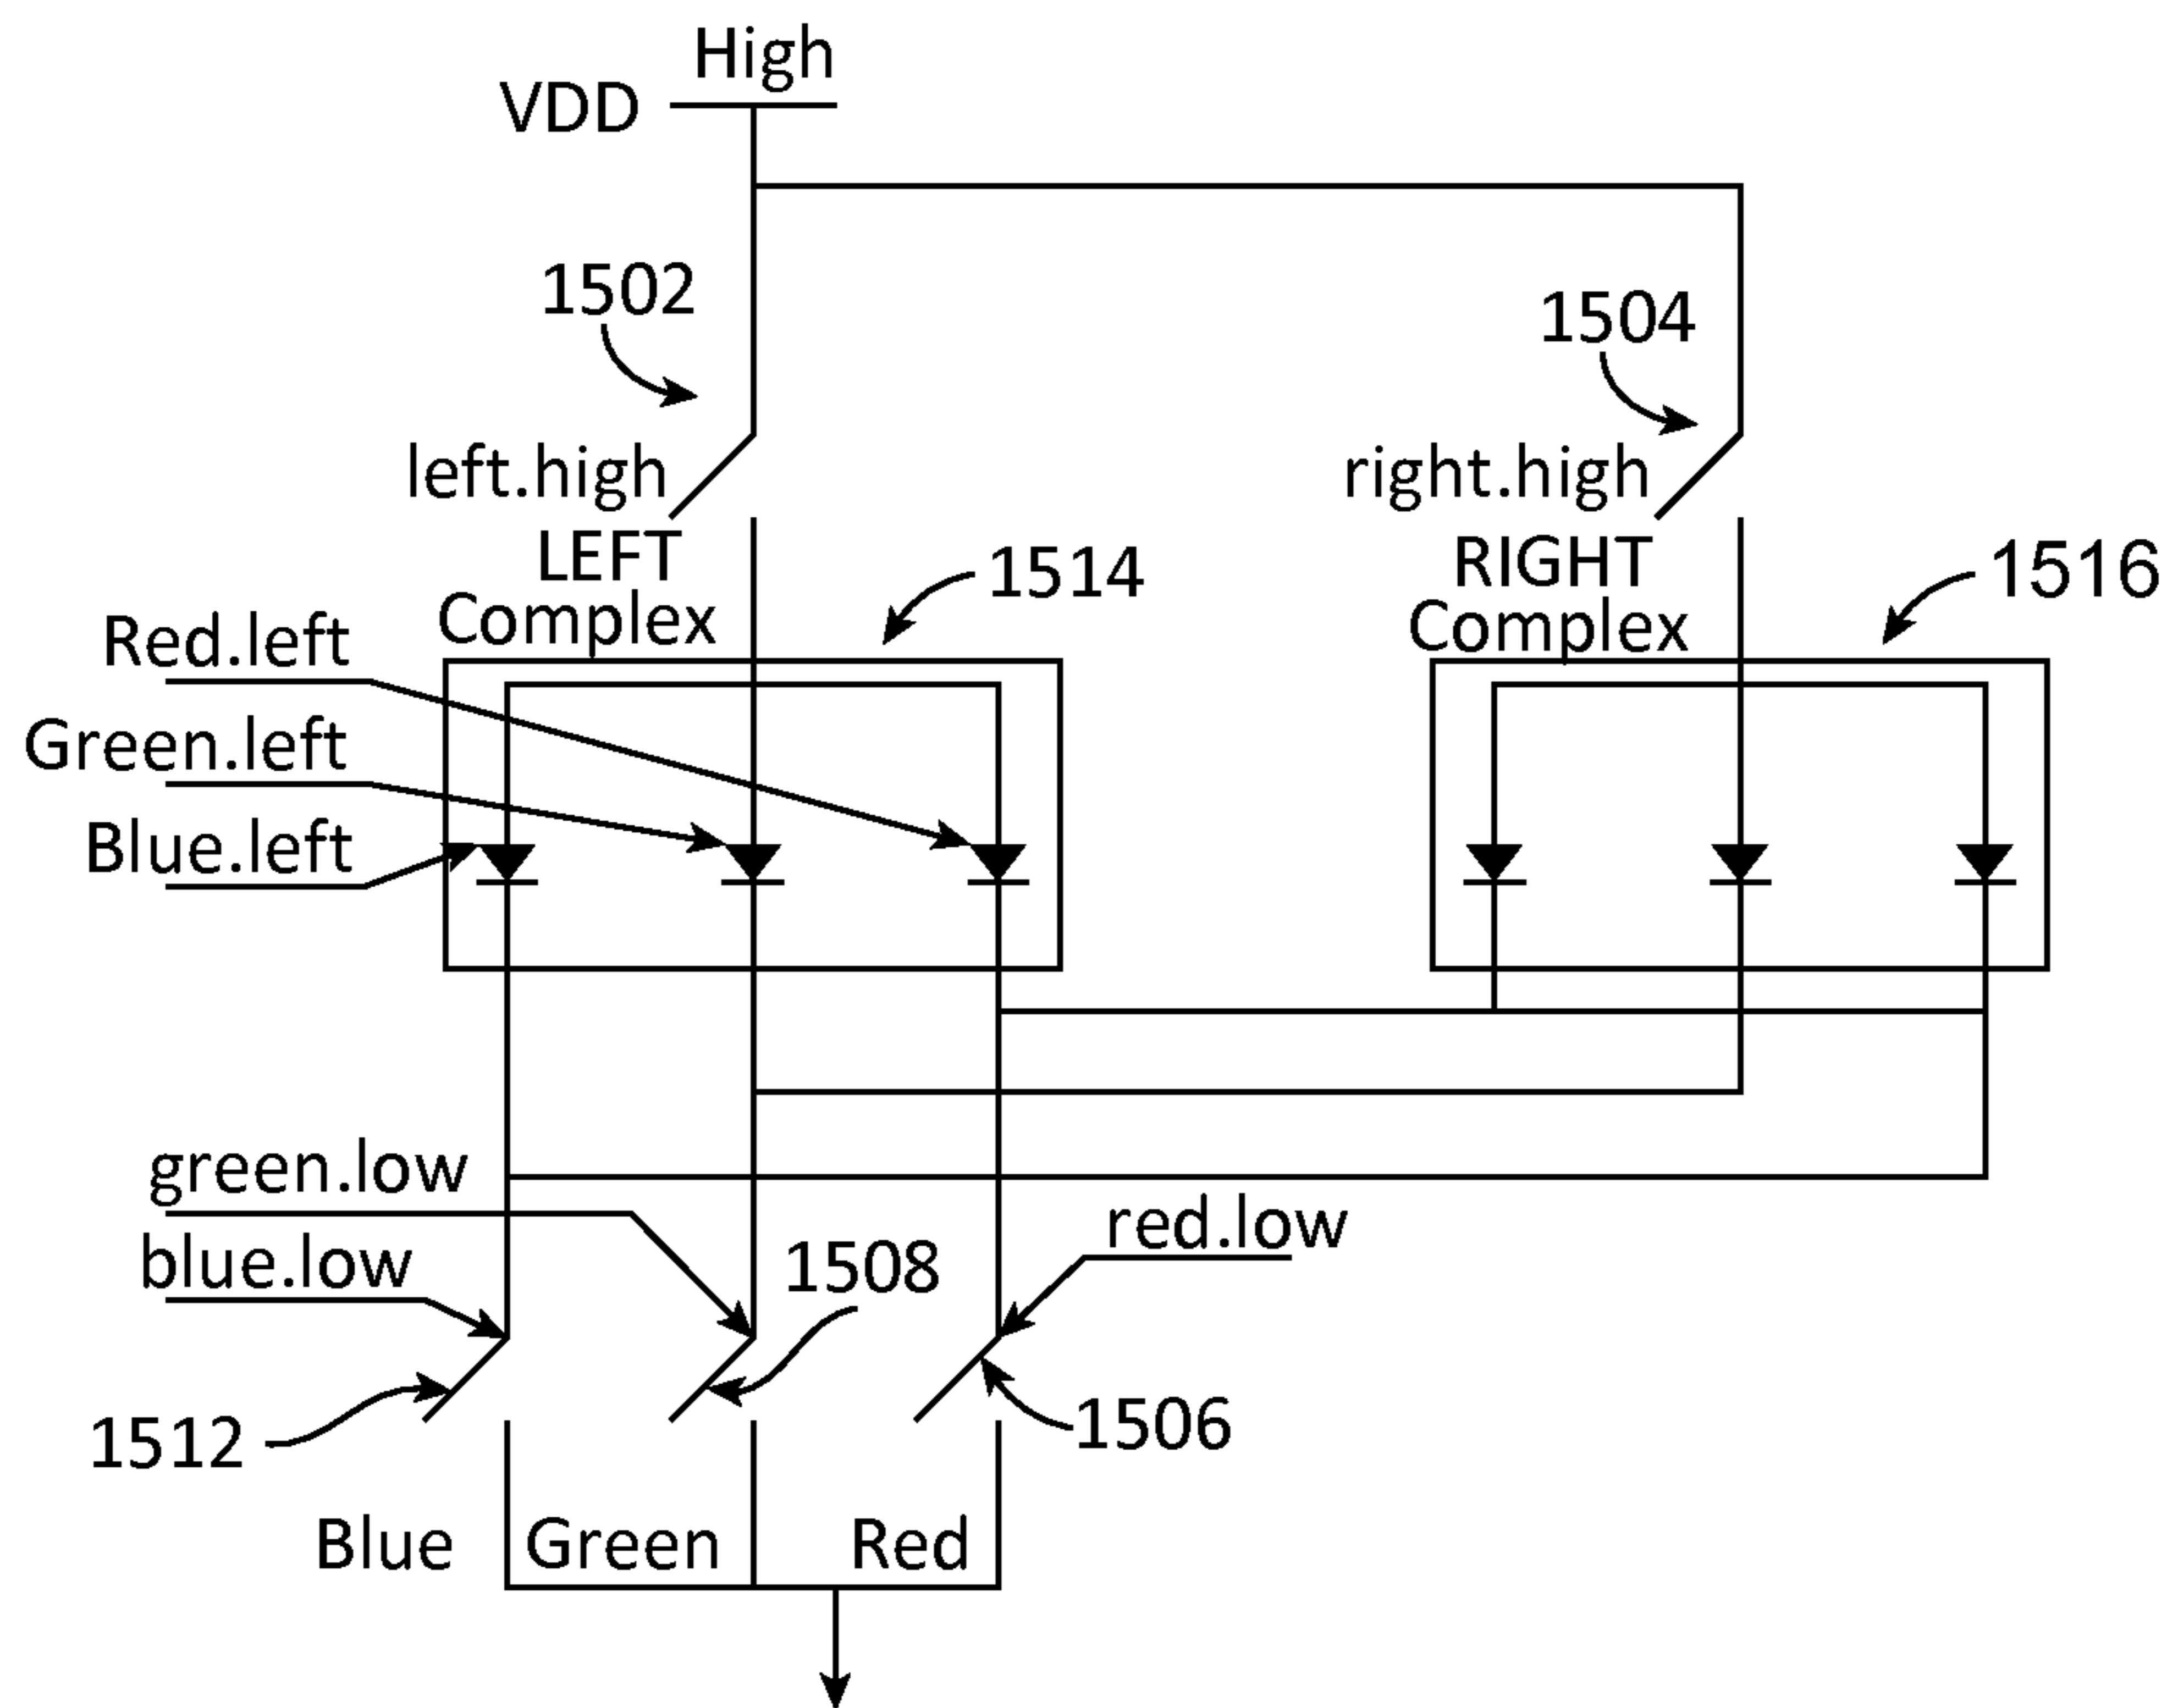 High
VDD
1502
1504
left.high
right.high
LEFT
Complex
1514
RIGHT
Complex
1516
Red.left
Green.left
Blue.left
green.low
blue.low
red.low
1508
1512
1506
Blue
Green
Red